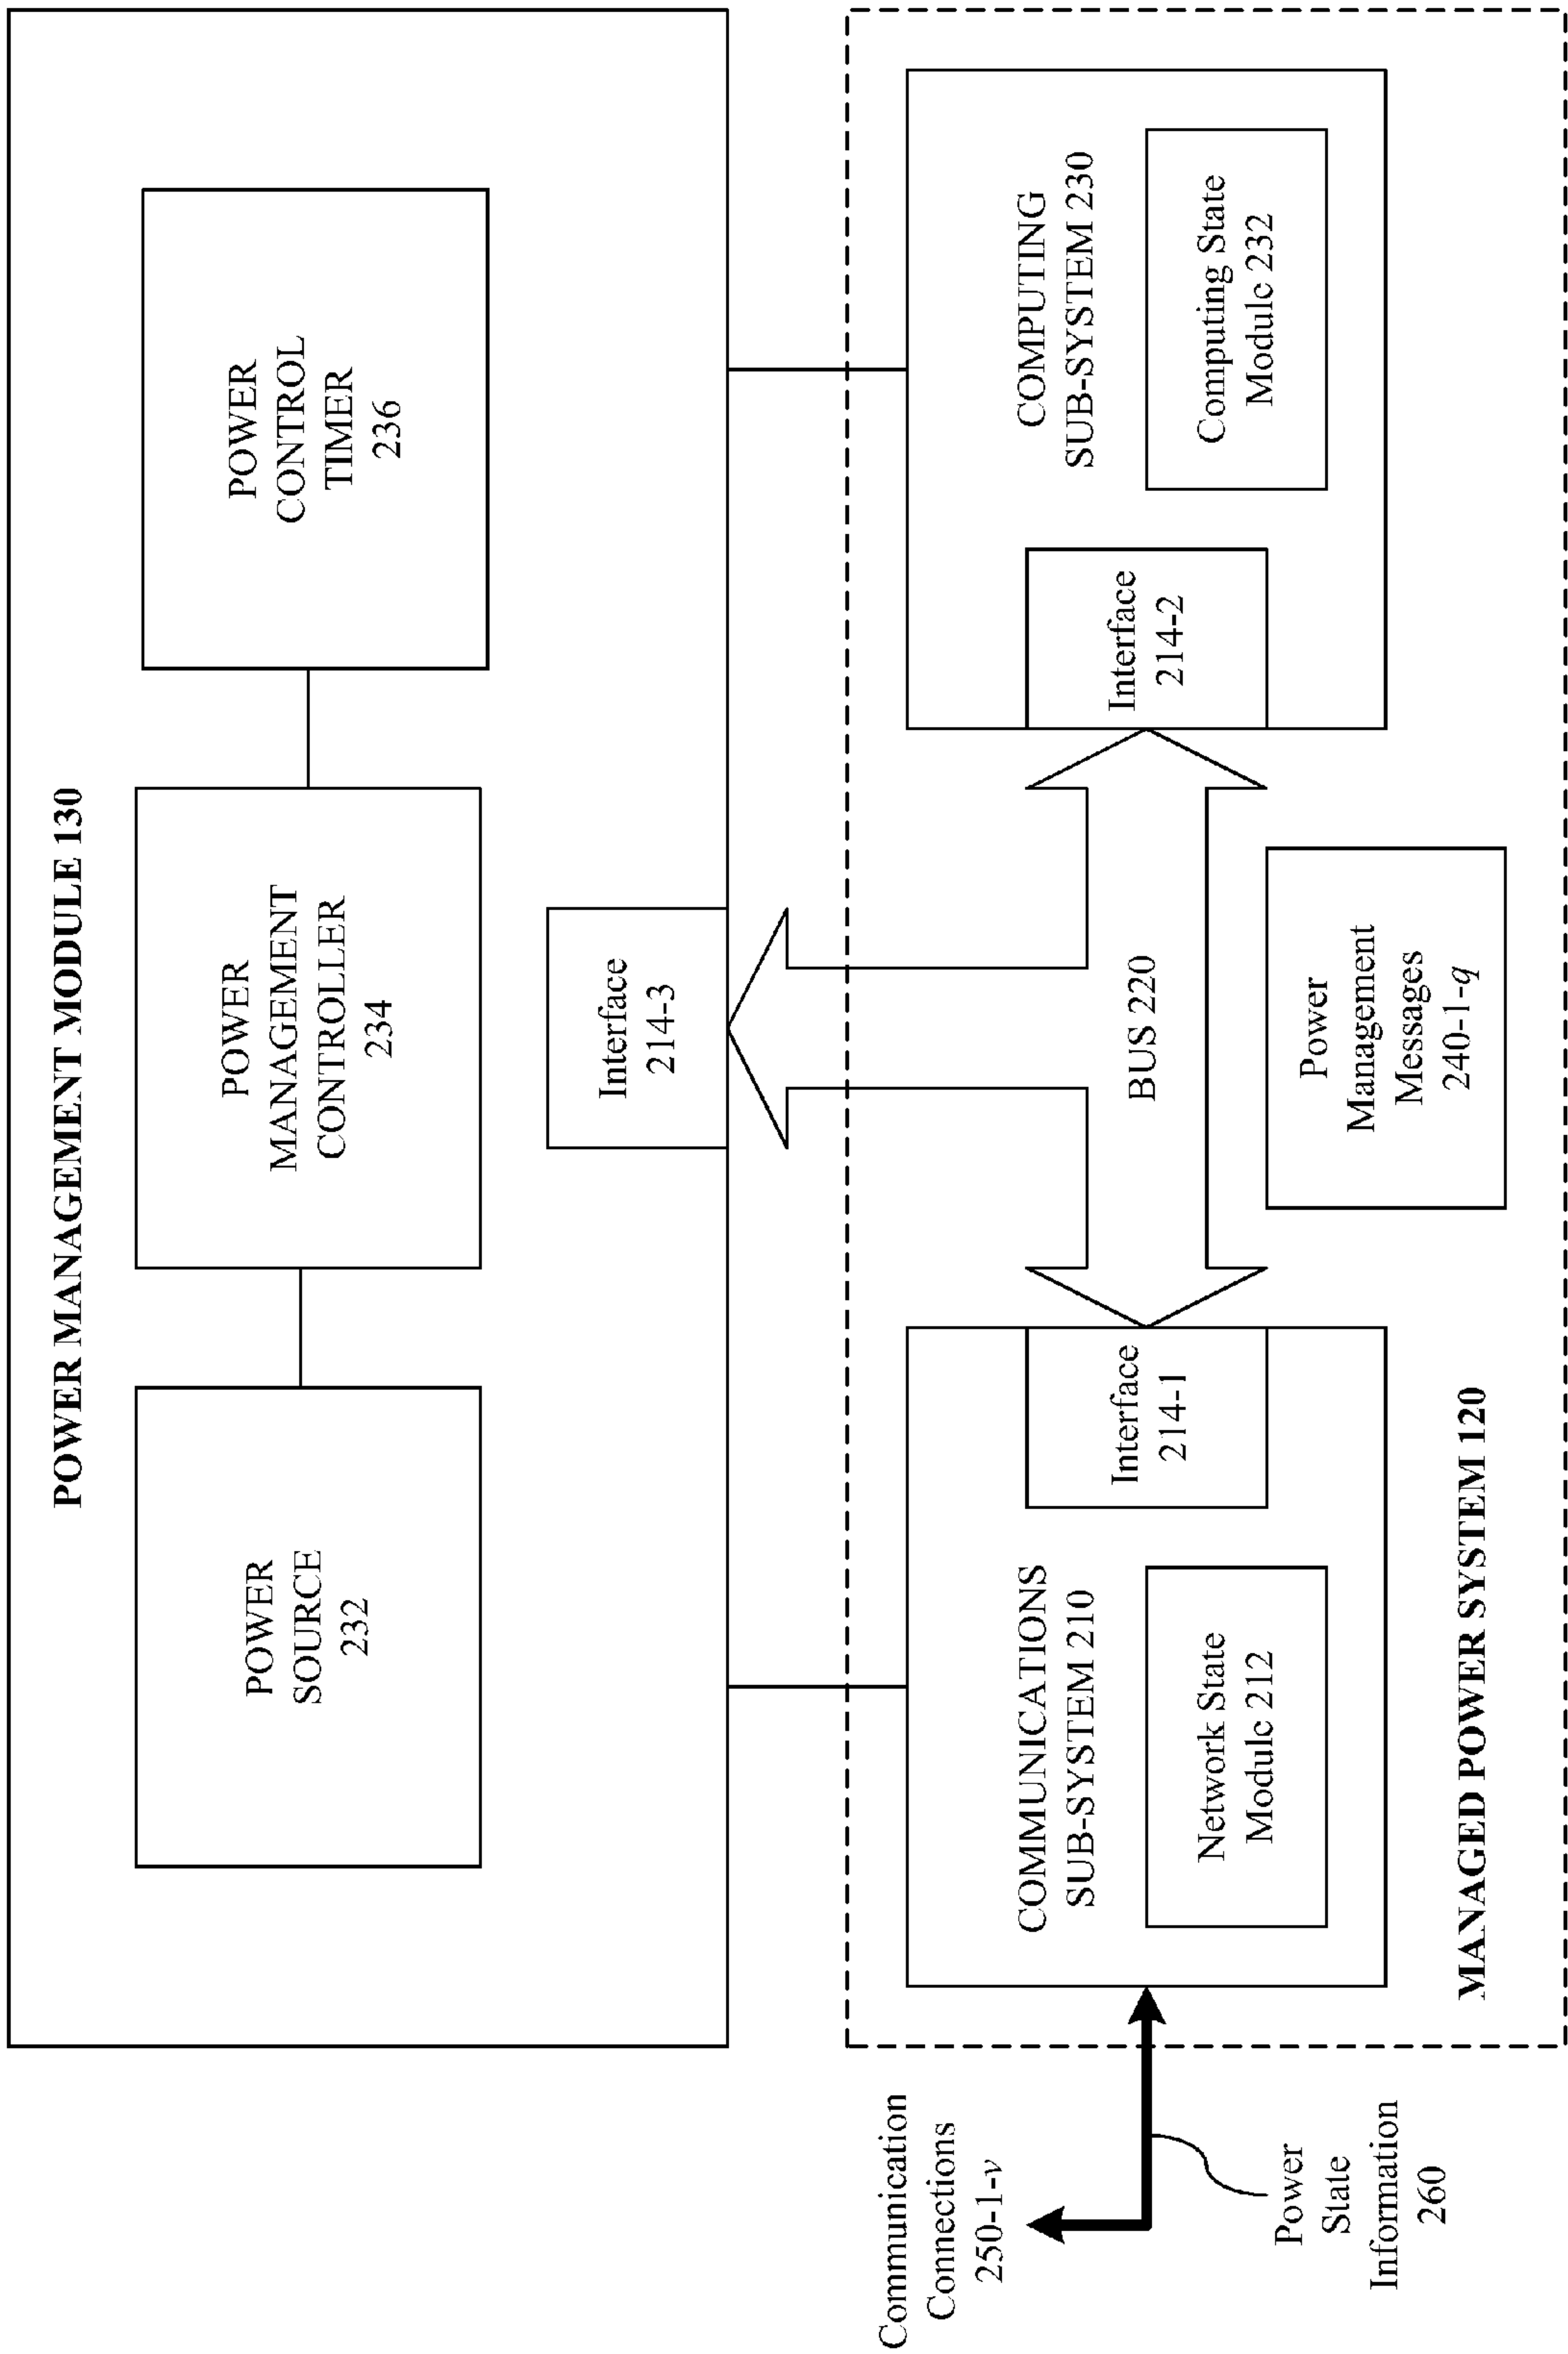 POWER MANAGEMENT MODULE 130
POWER
SOURCE
232
POWER
MANAGEMENT
CONTROLLER
234
POWER
CONTROL
TIMER
236
Interface
214-3
Communication
Connections
250-1-v
Power
State
Information
260
COMMUNICATIONS
SUB-SYSTEM 210
Network State
Module 212
Interface
214-1
BUS 220
Power
Management
Messages
240-1-q
Interface
214-2
COMPUTING
SUB-SYSTEM 230
Computing State
Module 232
MANAGED POWER SYSTEM 120